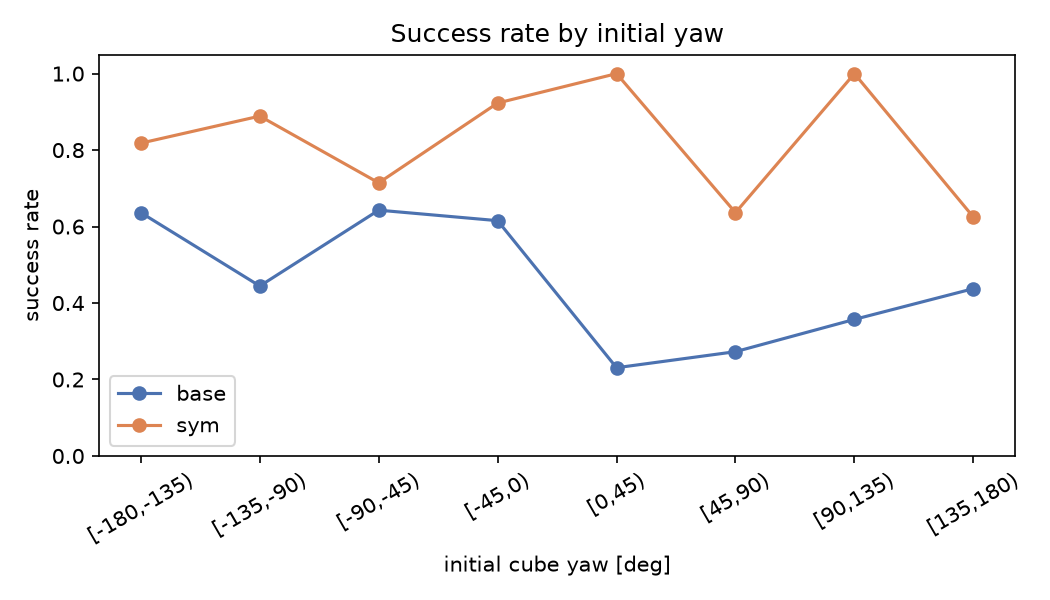 Success rate by initial yaw
success rate
1.0
0.8
0.6
0.4
0.2
0.0
base
sym
[-180,-135)
[-135,-90)
[-90,-45)
[-45,0)
[0,45)
[45,90)
[90,135)
[135,180)
initial cube yaw [deg]